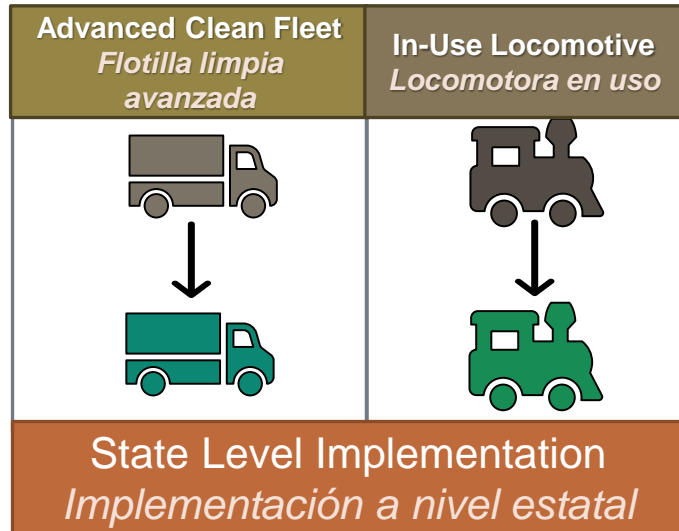 Advanced Clean Fleet
Flotilla limpia
avanzada
In-Use Locomotive
Locomotora en uso
State Level Implementation
Implementación a nivel estatal